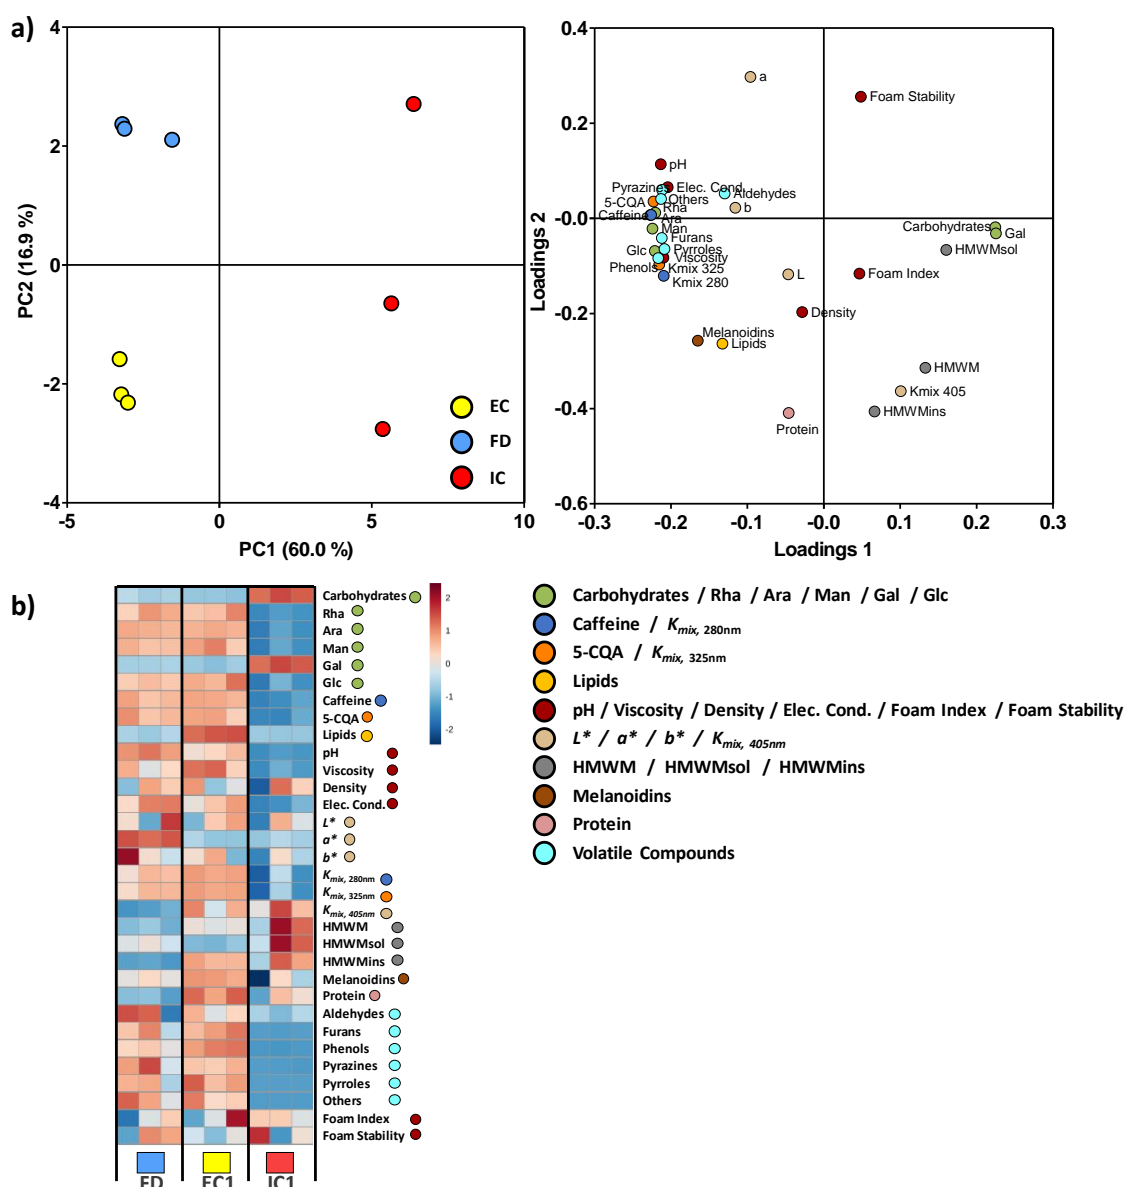 a)
4
2
0
-2
-4
-5
0
5
10
PC2 (16.9 %)
PC1 (60.0 %)
EC
FD
IC
0.4
0.2
-0.0
-0.2
-0.4
-0.6
-0.3
-0.2
-0.1
-0.0
0.1
0.2
0.3
Loadings 2
Loadings 1
a
Foam Stability
pH
Pyrazines
Elec. Cond.
Aldehydes
Others
5-CQA
b
Rha
Caffeine
Ara
Man
Carbohydrates
Gal
Furans
HMWMsol
Glc
Pyrroles
Viscosity
Phenols
Kmix 325
L
Foam Index
Kmix 280
Density
Melanoidins
Lipids
HMWM
Kmix 405
HMWMins
Protein
b)
Carbohydrates
Rha
Ara
Man
Gal
Glc
Caffeine
5-CQA
Lipids
pH
Viscosity
Density
Elec. Cond.
L*
a*
b*
Kmix, 280nm
Kmix, 325nm
Kmix, 405nm
HMWM
HMWMsol
HMWMins
Melanoidins
Protein
Aldehydes
Furans
Phenols
Pyrazines
Pyrroles
Others
Foam Index
Foam Stability
2
1
0
-1
-2
FD
EC1
IC1
Carbohydrates / Rha / Ara / Man / Gal / Glc
Caffeine / Kmix, 280nm
5-CQA / Kmix, 325nm
Lipids
pH / Viscosity / Density / Elec. Cond. / Foam Index / Foam Stability
L* / a* / b* / Kmix, 405nm
HMWM / HMWMsol / HMWMins
Melanoidins
Protein
Volatile Compounds